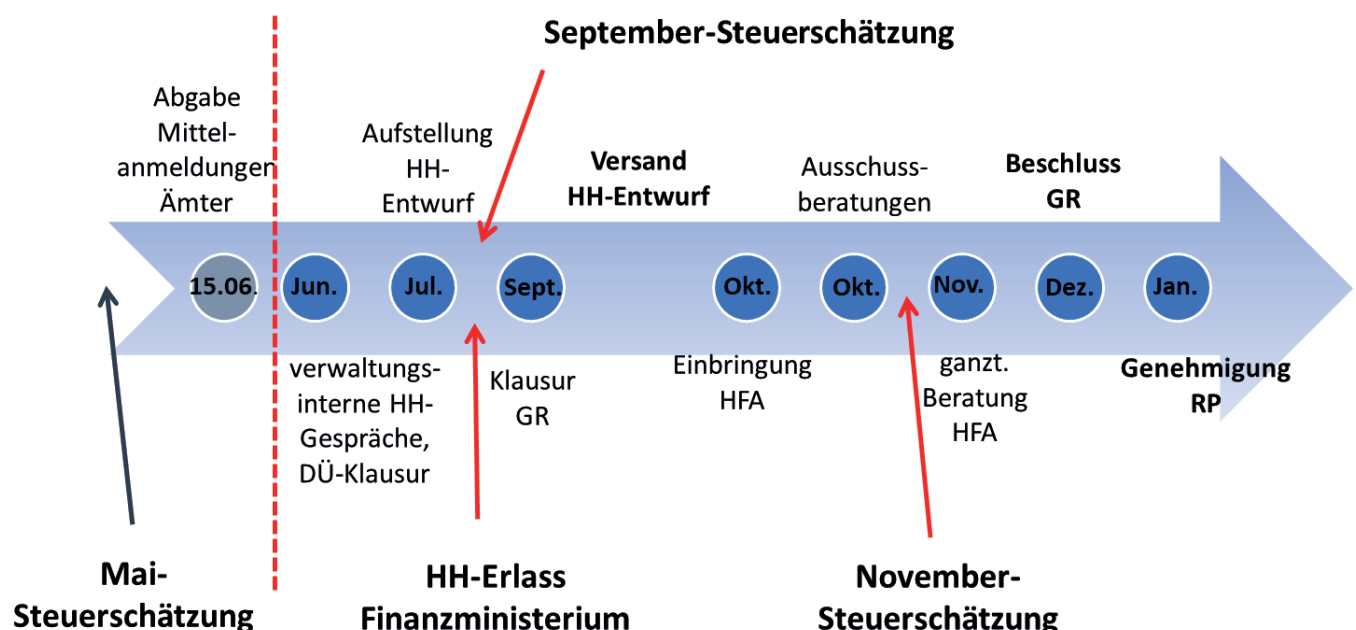 September-Steuerschätzung
Abgabe
Mittel-
anmeldungen
Ämter
Aufstellung
HH-
Entwurf
Versand
HH-Entwurf
Ausschuss-
beratungen
Beschluss
GR
15.06.
Jun.
Jul.
Sept.
Okt.
Okt.
Nov.
Dez.
Jan.
verwaltungs-
interne HH-
Gespräche,
DÜ-Klausur
Klausur
GR
Einbringung
HFA
ganzt.
Beratung
HFA
Genehmigung
RP
Mai-
Steuerschätzung
HH-Erlass
Finanzministerium
November-
Steuerschätzung